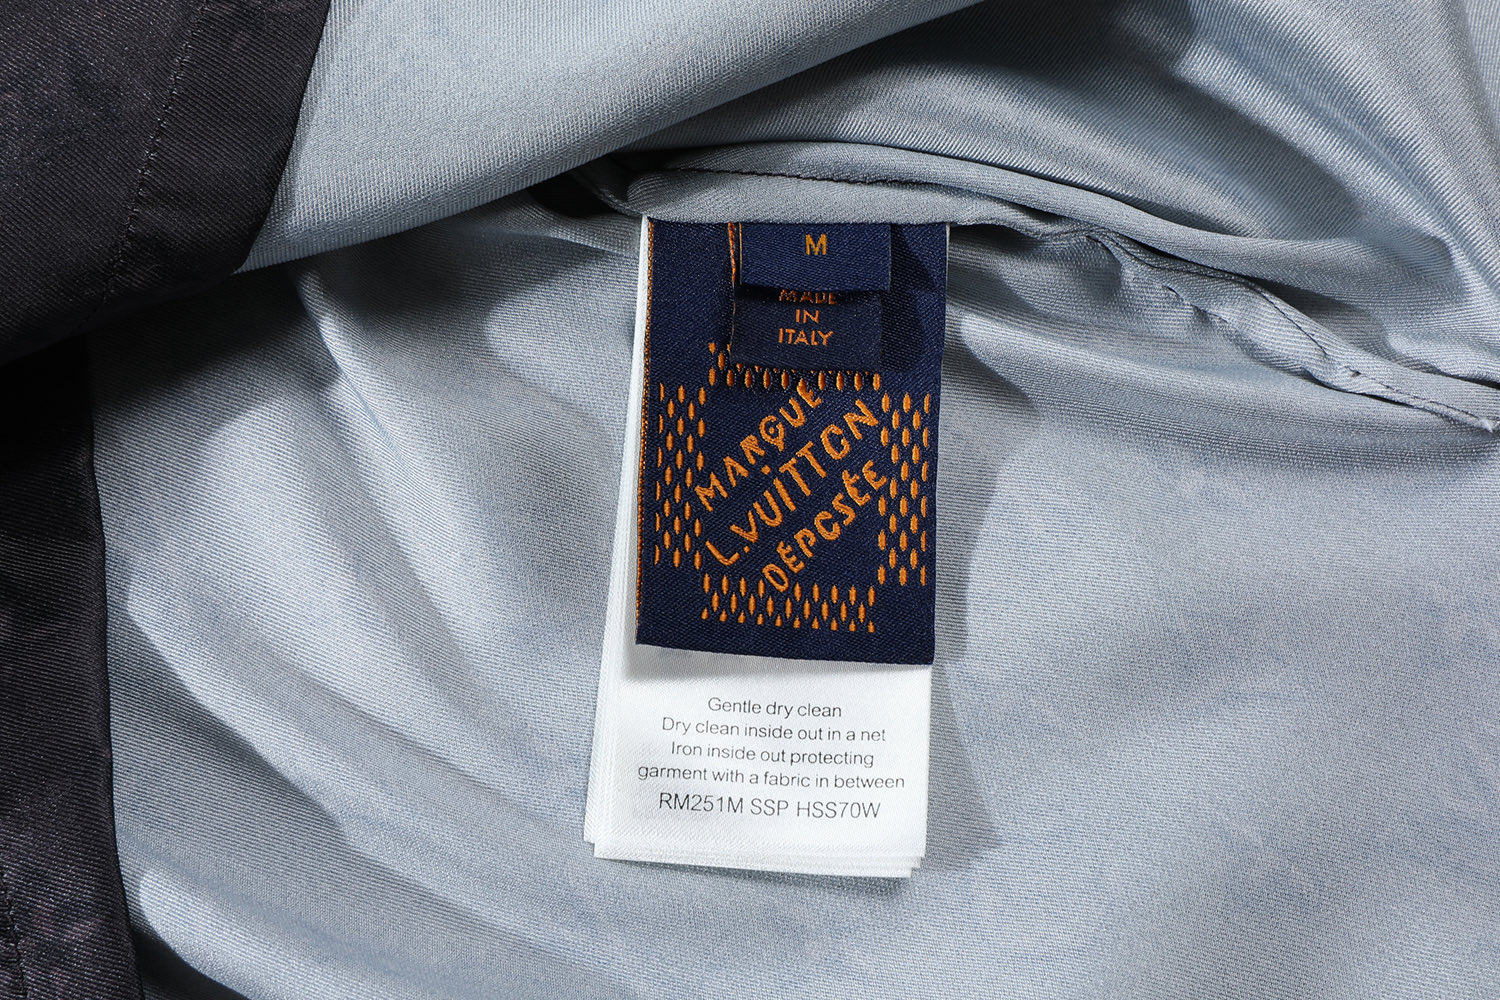 M
MADE
IN
ITALY
MARQUE
L.VUITTON
DÉPOSÉE
Gentle dry clean
Dry clean inside out in a net
Iron inside out protecting
garment with a fabric in between
RM251M SSP HSS70W